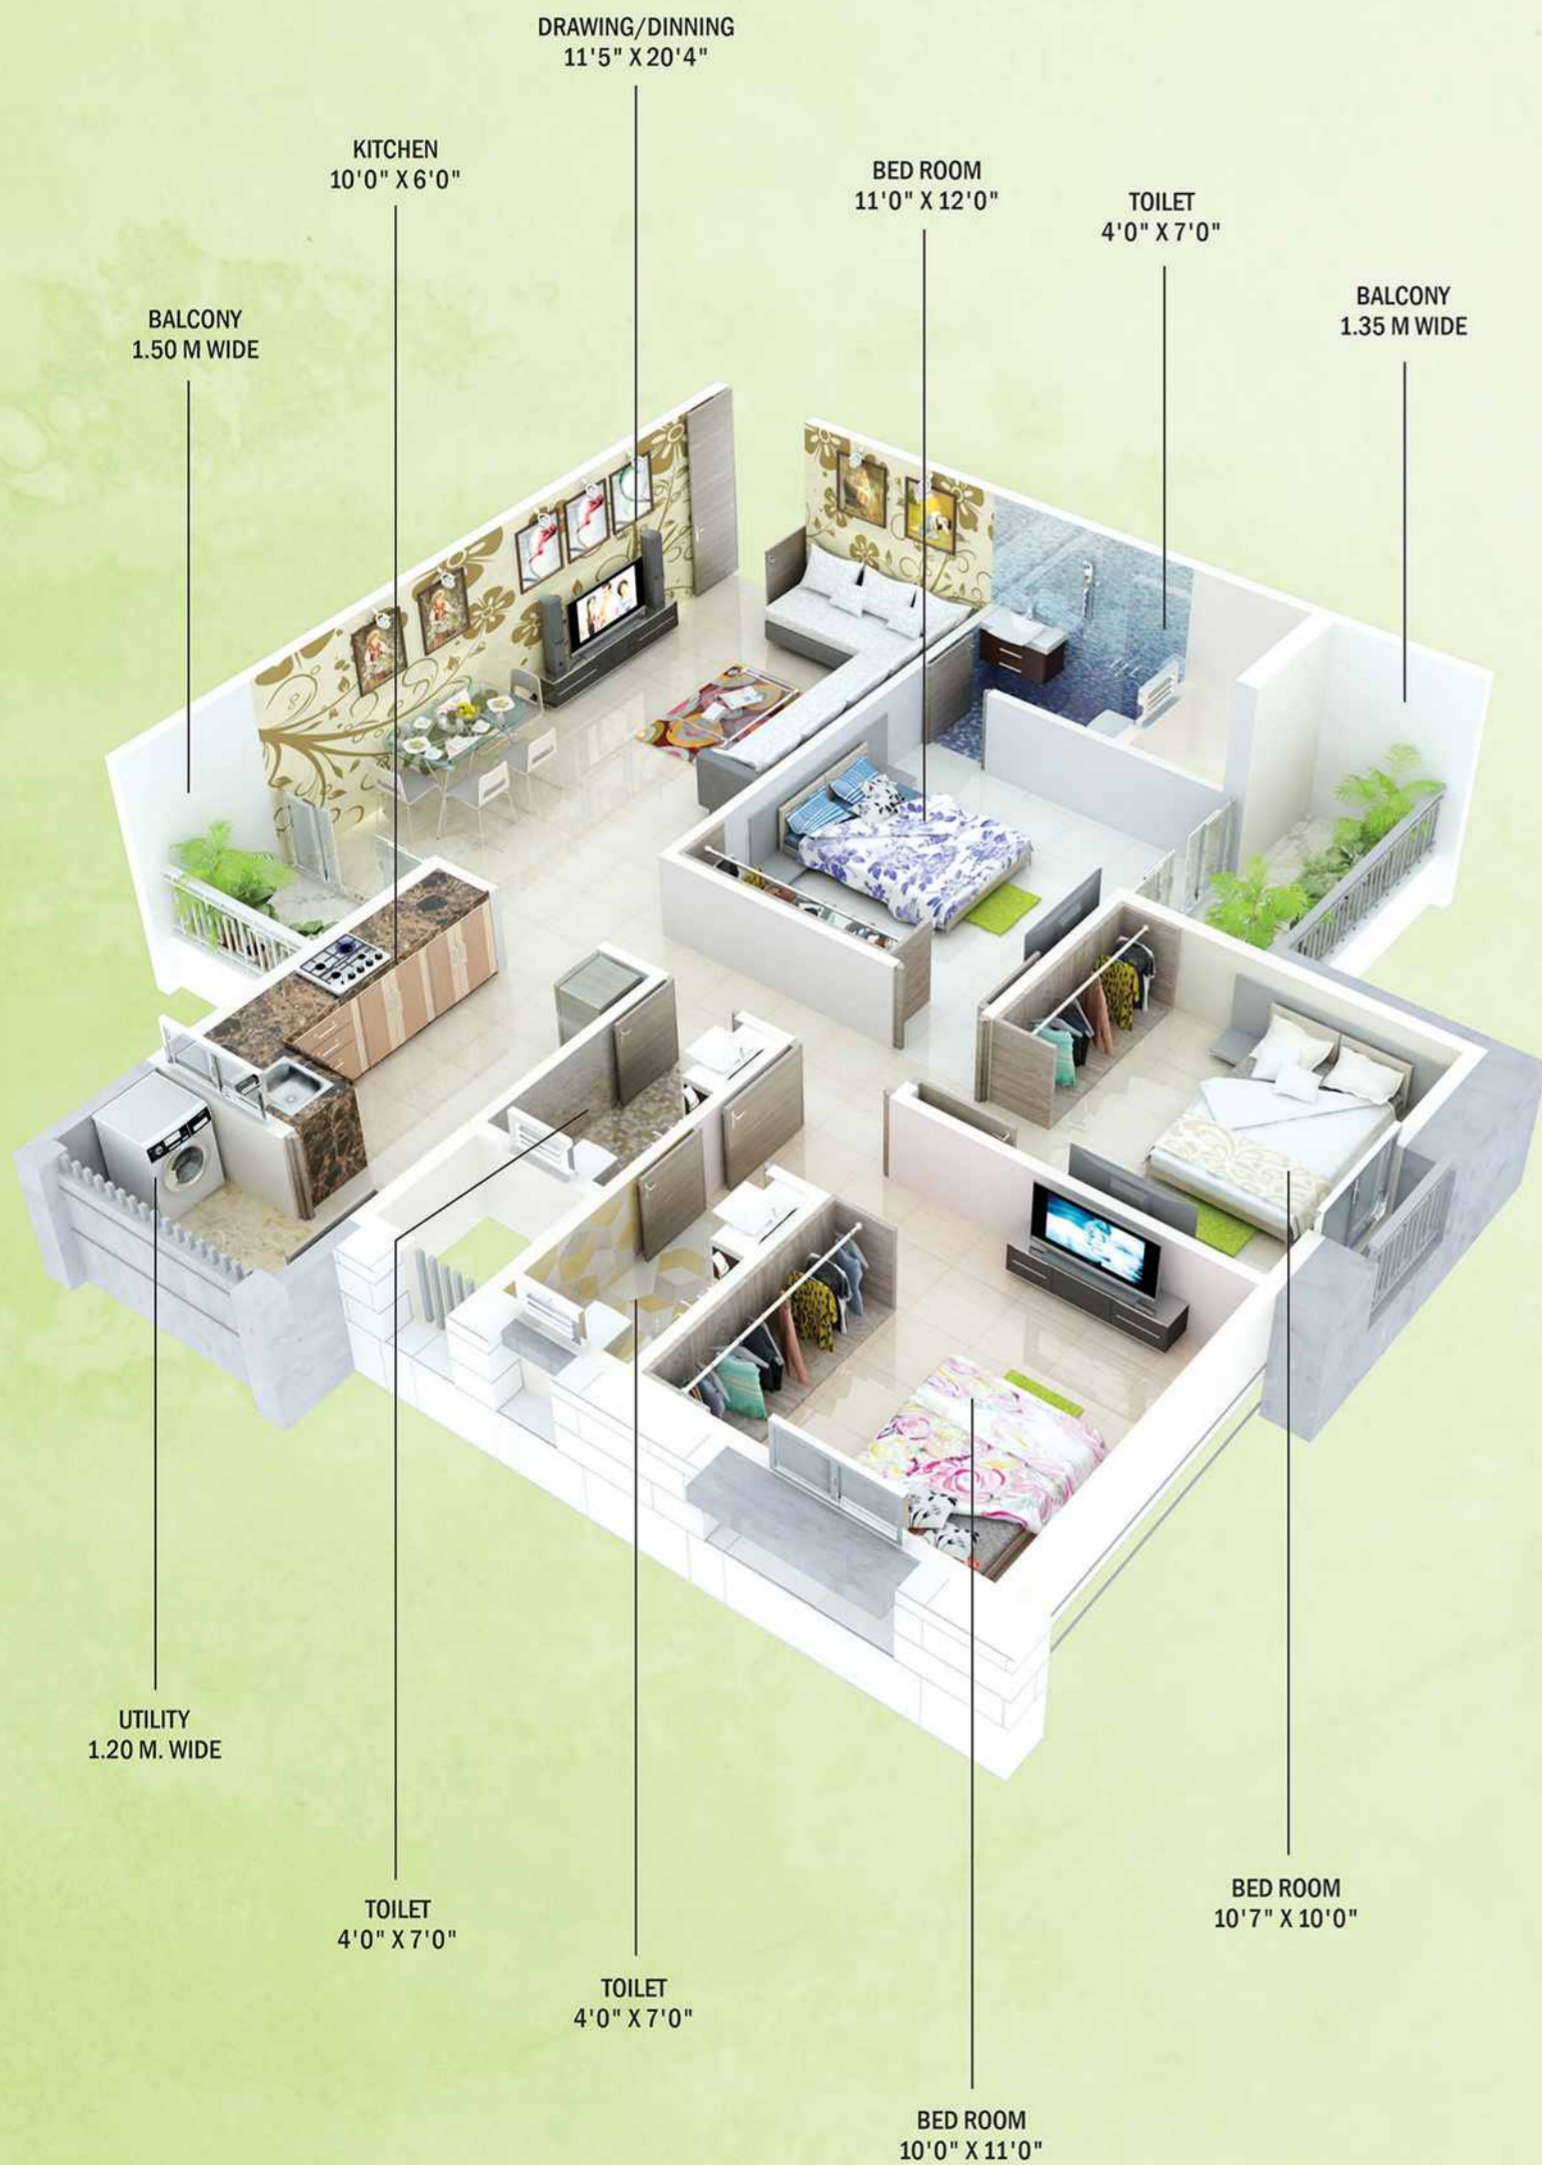 DRAWING/DINNING
11'5" X 20'4"
KITCHEN
10'0" X 6'0"
BED ROOM
11'0" X 12'0"
TOILET
4'0" X 7'0"
BALCONY
1.50 M WIDE
BALCONY
1.35 M WIDE
UTILITY
1.20 M. WIDE
TOILET
4'0" X 7'0"
TOILET
4'0" X 7'0"
BED ROOM
10'7" X 10'0"
BED ROOM
10'0" X 11'0"